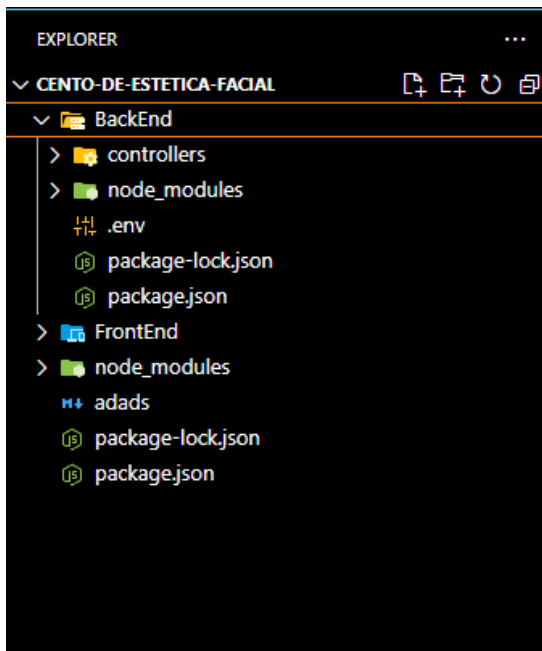 EXPLORER
CENTO-DE-ESTETICA-FACIAL
BackEnd
controllers
node_modules
.env
package-lock.json
package.json
FrontEnd
node_modules
adads
package-lock.json
package.json